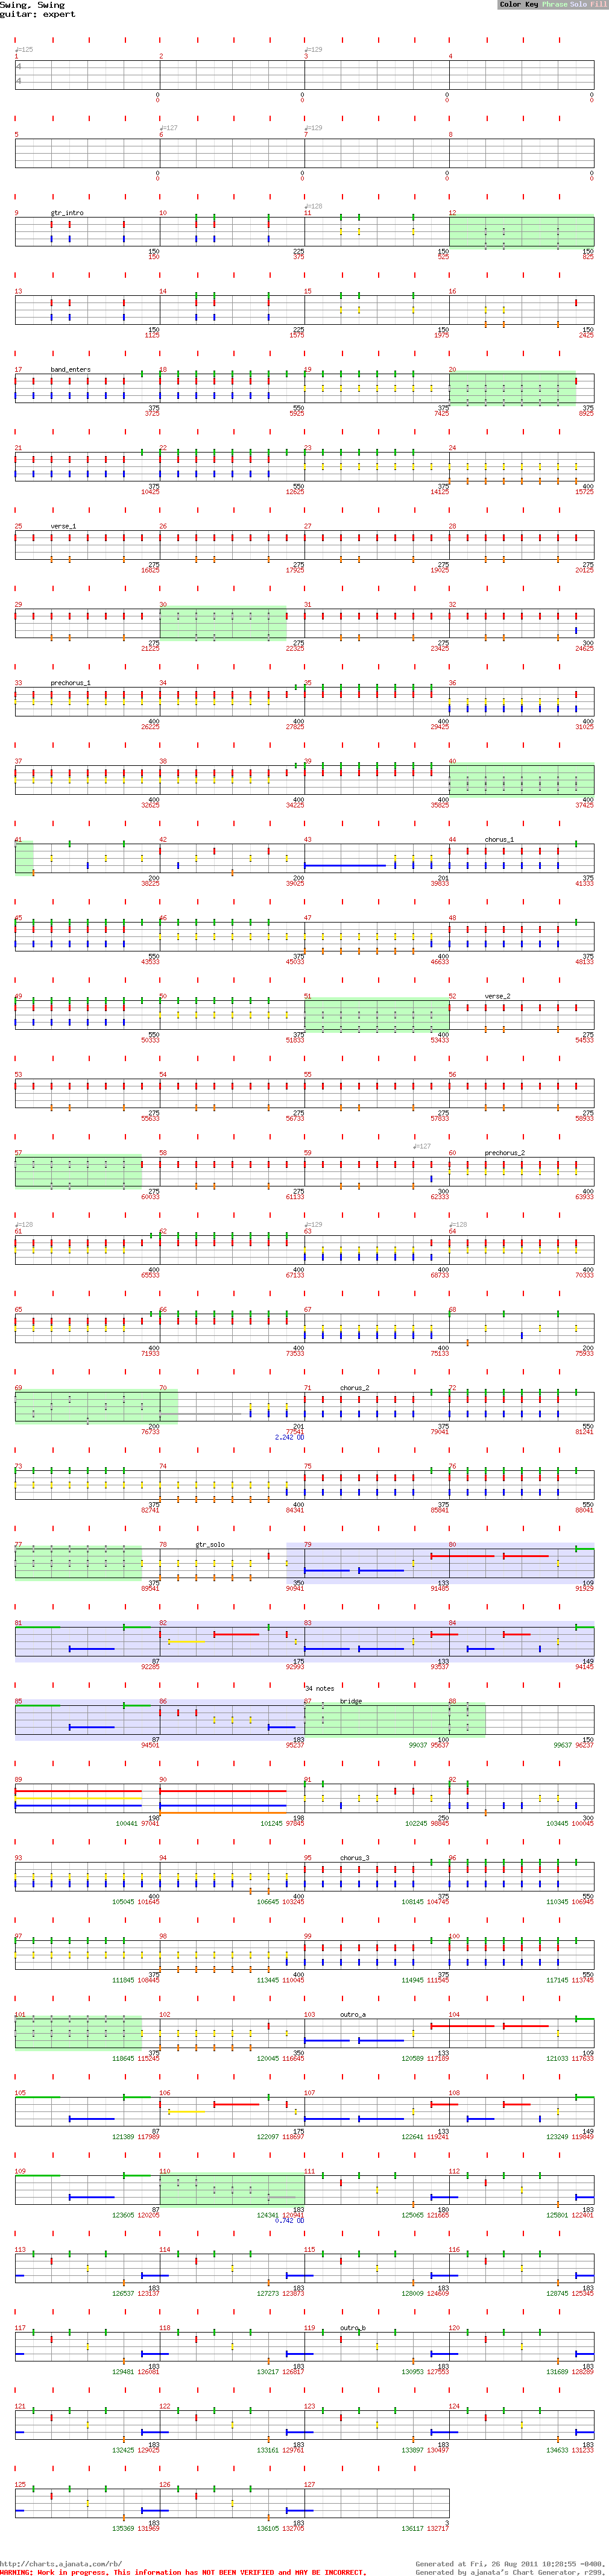 Swing, Swing
guitar: expert
Color Key Phrase Solo Fill
♩=125 ♩=129
1 2 3 4
4
4
0 0 0 0
0 0 0 0
♩=127 ♩=129
5 6 7 8
0 0 0 0
0 0 0 0
♩=128
9 gtr_intro 10 11 12
150 225 150 150
150 375 525 825
13 14 15 16
150 225 150 150
1125 1575 1975 2425
17 band_enters 18 19 20
375 550 375 375
3725 5925 7425 8925
21 22 23 24
375 550 375 400
10425 12625 14125 15725
25 verse_1 26 27 28
275 275 275 275
16825 17925 19025 20125
29 30 31 32
275 275 275 300
21225 22325 23425 24625
33 prechorus_1 34 35 36
400 400 400 400
26225 27825 29425 31025
37 38 39 40
400 400 400 400
32625 34225 35825 37425
41 42 43 44 chorus_1
200 200 201 375
38225 39025 39833 41333
45 46 47 48
550 375 400 375
43533 45033 46633 48133
49 50 51 52 verse_2
550 375 400 275
50333 51833 53433 54533
53 54 55 56
275 275 275 275
55633 56733 57833 58933
♩=127
57 58 59 60 prechorus_2
275 275 300 400
60033 61133 62333 63933
♩=128 ♩=129 ♩=128
61 62 63 64
400 400 400 400
65533 67133 68733 70333
65 66 67 68
400 400 400 200
71933 73533 75133 75933
69 70 71 chorus_2 72
200 201 375 550
76733 77541 79041 81241
2.242 OD
73 74 75 76
375 400 375 550
82741 84341 85841 88041
77 78 gtr_solo 79 80
375 350 133 109
89541 90941 91485 91929
81 82 83 84
87 175 133 149
92285 92993 93537 94145
34 notes
85 86 87 bridge 88
87 183 100 150
94501 95237 99037 95637 99637 96237
89 90 91 92
198 198 250 300
100441 97041 101245 97845 102245 98845 103445 100045
93 94 95 chorus_3 96
400 400 375 550
105045 101645 106645 103245 108145 104745 110345 106945
97 98 99 100
375 400 375 550
111845 108445 113445 110045 114945 111545 117145 113745
101 102 103 outro_a 104
375 350 133 109
118645 115245 120045 116645 120589 117189 121033 117633
105 106 107 108
87 175 133 149
121389 117989 122097 118697 122641 119241 123249 119849
109 110 111 112
87 183 180 183
123605 120205 124341 120941 125065 121665 125801 122401
0.742 OD
113 114 115 116
183 183 183 183
126537 123137 127273 123873 128009 124609 128745 125345
117 118 119 outro_b 120
183 183 183 183
129481 126081 130217 126817 130953 127553 131689 128289
121 122 123 124
183 183 183 183
132425 129025 133161 129761 133897 130497 134633 131233
125 126 127
183 183 3
135369 131969 136105 132705 136117 132717
http://charts.ajanata.com/rb/ Generated at Fri, 26 Aug 2011 10:28:55 -0400.
WARNING: Work in progress. This information has NOT BEEN VERIFIED and MAY BE INCORRECT. Generated by ajanata's Chart Generator, r299.